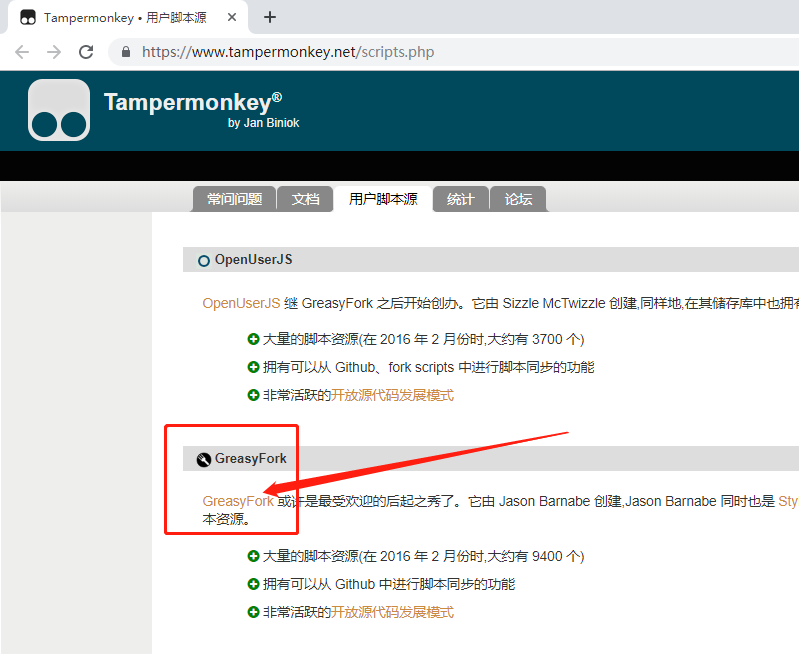 Tampermonkey • 用户脚本源
https://www.tampermonkey.net/scripts.php
Tampermonkey®
by Jan Biniok
常问问题 文档 用户脚本源 统计 论坛
OpenUserJS
OpenUserJS 继 GreasyFork 之后开始创办。它由 Sizzle McTwizzle 创建,同样地,在其储存库中也拥有
大量的脚本资源(在 2016 年 2 月份时,大约有 3700 个)
拥有可以从 Github、fork scripts 中进行脚本同步的功能
非常活跃的开放源代码发展模式
GreasyFork
GreasyFork 或许是最受欢迎的后起之秀了。它由 Jason Barnabe 创建,Jason Barnabe 同时也是 Sty
本资源。
大量的脚本资源(在 2016 年 2 月份时,大约有 9400 个)
拥有可以从 Github 中进行脚本同步的功能
非常活跃的开放源代码发展模式